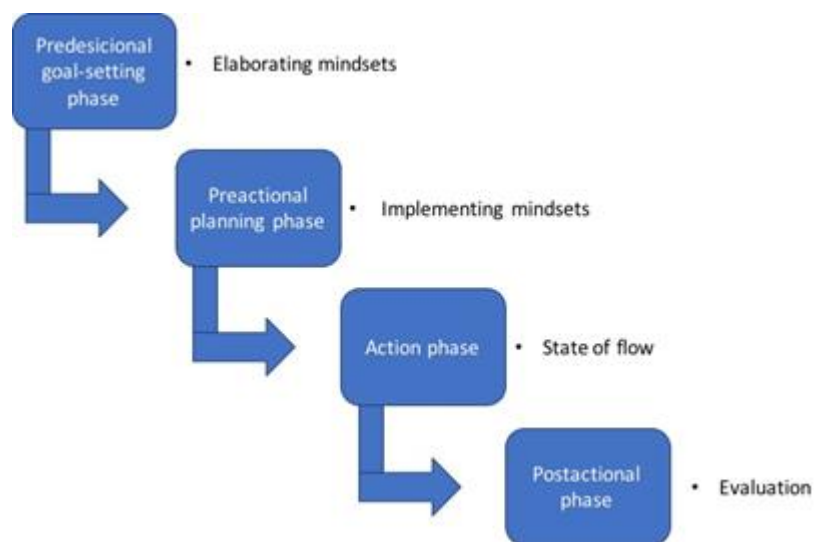 Predesicional
goal-setting
phase
• Elaborating mindsets
Preactional
planning phase
• Implementing mindsets
Action phase
• State of flow
Postactional
phase
• Evaluation